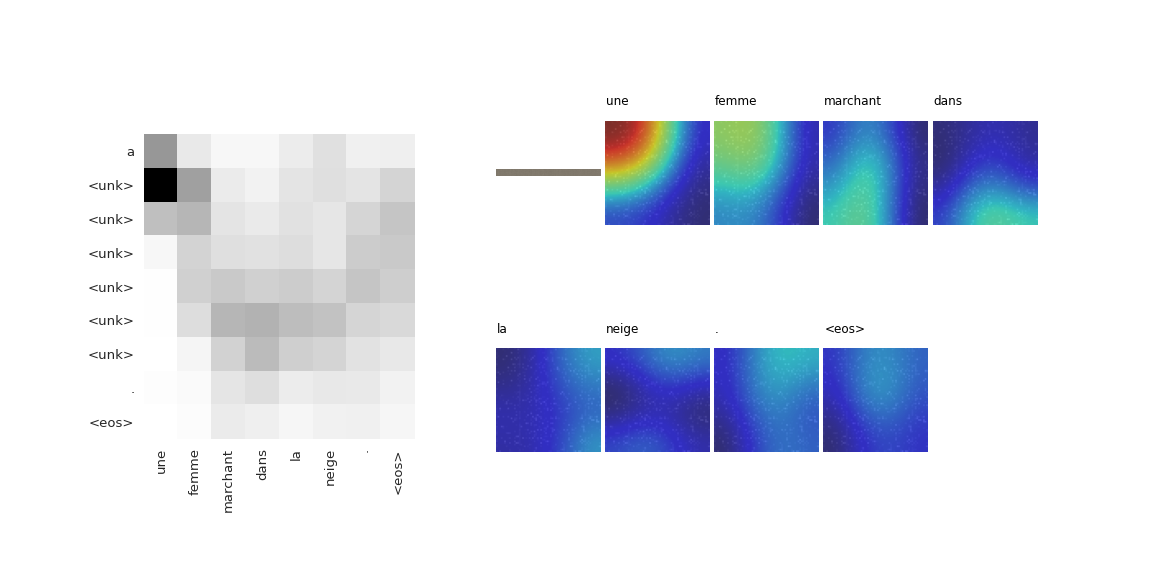 a
<unk>
<unk>
<unk>
<unk>
<unk>
<unk>
.
<eos>
une femme marchant dans la neige . <eos>
une femme marchant dans
la neige . <eos>